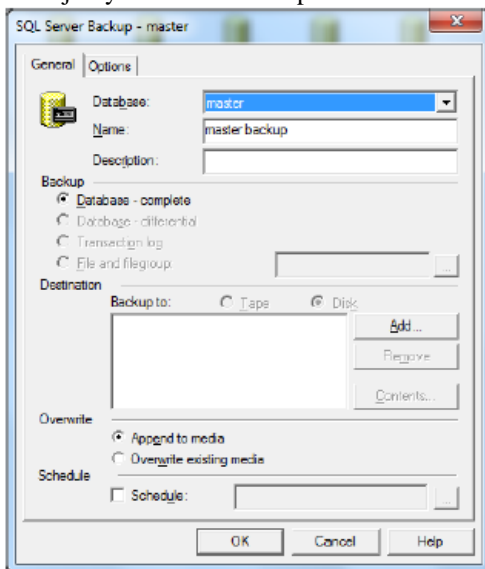 SQL Server Backup - master
General Options
Database: master
Name: master backup
Description:
Backup
Database - complete
Database - differential
Transaction log
File and filegroup:
...
Destination
Backup to: Tape Disk
Add...
Remove
Contents...
Overwrite
Append to media
Overwrite existing media
Schedule
Schedule:
...
OK Cancel Help